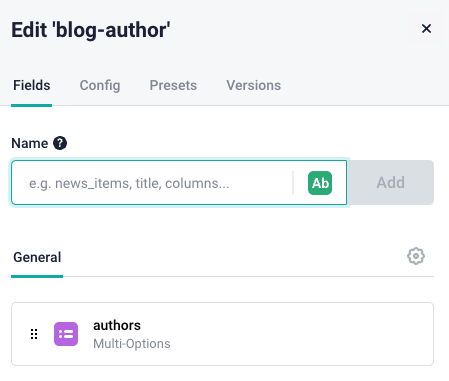 Edit 'blog-author'
Fields Config Presets Versions
Name ?
e.g. news_items, title, columns... Ab Add
General
authors
Multi-Options